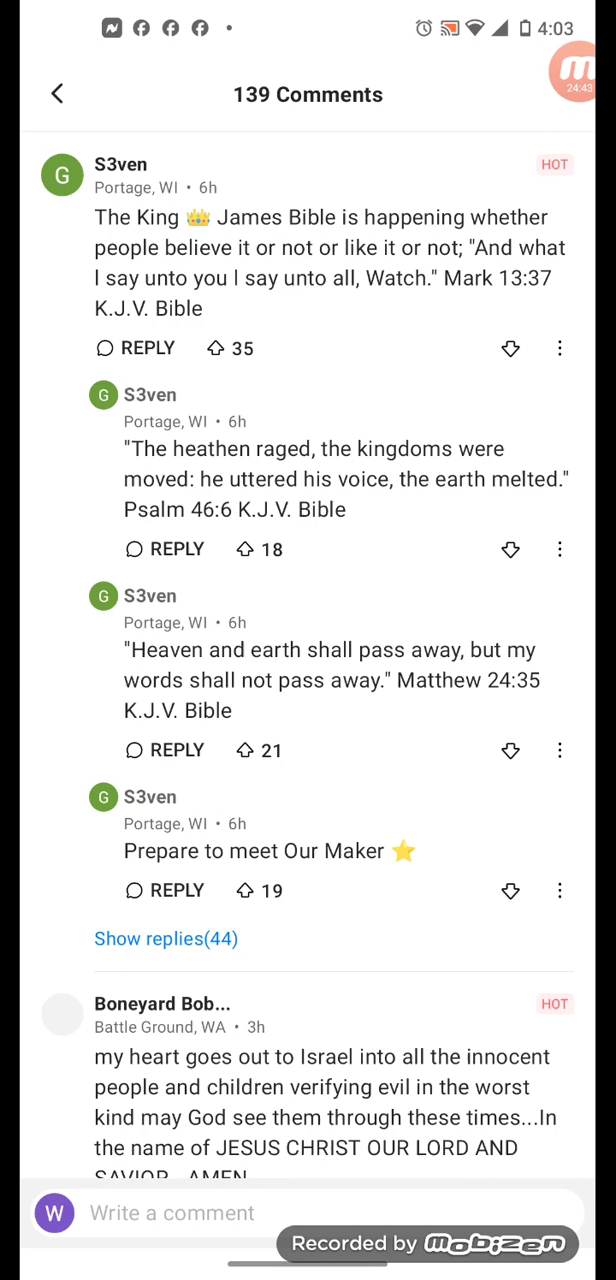 4:03
24:43
139 Comments
G
S3ven
HOT
Portage, WI • 6h
The King 👑 James Bible is happening whether
people believe it or not or like it or not; "And what
I say unto you I say unto all, Watch." Mark 13:37
K.J.V. Bible
REPLY 35
G S3ven
Portage, WI • 6h
"The heathen raged, the kingdoms were
moved: he uttered his voice, the earth melted."
Psalm 46:6 K.J.V. Bible
REPLY 18
G S3ven
Portage, WI • 6h
"Heaven and earth shall pass away, but my
words shall not pass away." Matthew 24:35
K.J.V. Bible
REPLY 21
G S3ven
Portage, WI • 6h
Prepare to meet Our Maker ⭐
REPLY 19
Show replies(44)
Boneyard Bob...
HOT
Battle Ground, WA • 3h
my heart goes out to Israel into all the innocent
people and children verifying evil in the worst
kind may God see them through these times...In
the name of JESUS CHRIST OUR LORD AND
SAVIOR...AMEN
W Write a comment
Recorded by mobizen